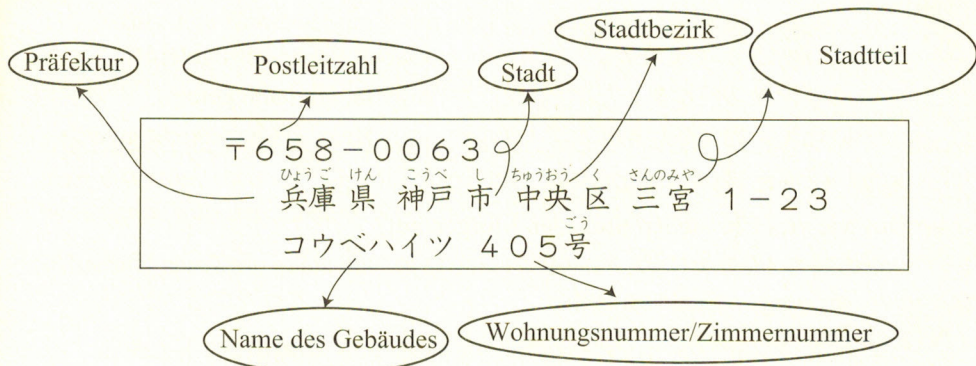 Stadtbezirk
Präfektur Postleitzahl Stadt Stadtteil
〒658-0063
ひょうご けん こうべ し ちゅうおう く さんのみや
兵庫県 神戸市 中央区 三宮 1-23
ごう
コウベハイツ 405号
Name des Gebäudes Wohnungsnummer/Zimmernummer